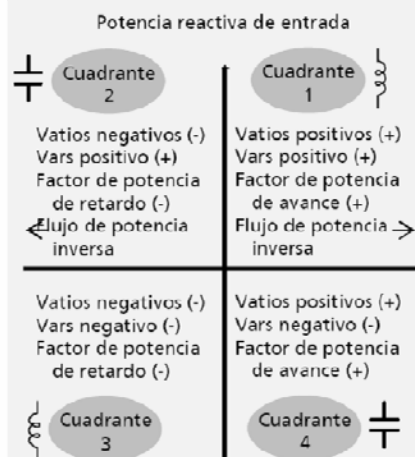 Potencia reactiva de entrada
Cuadrante
2
Vatios negativos (-)
Vars positivo (+)
Factor de potencia
de retardo (-)
Flujo de potencia
inversa
Cuadrante
1
Vatios positivos (+)
Vars positivo (+)
Factor de potencia
de avance (+)
Flujo de potencia
inversa
Vatios negativos (-)
Vars negativo (-)
Factor de potencia
de retardo (-)
Cuadrante
3
Vatios positivos (+)
Vars negativo (-)
Factor de potencia
de avance (+)
Cuadrante
4